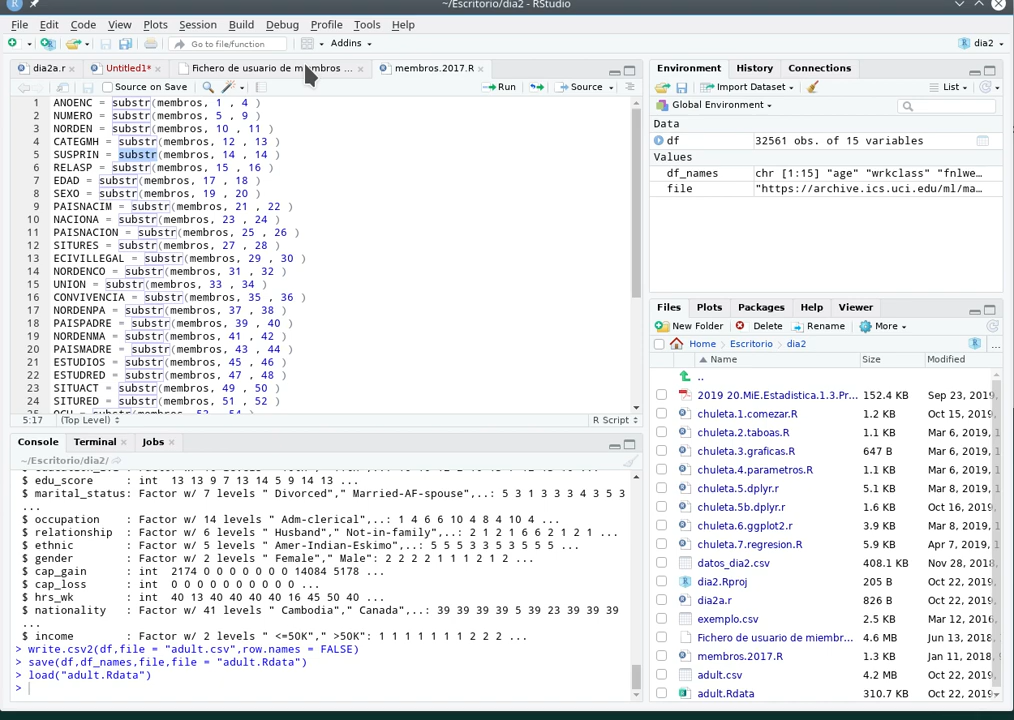 ~/Escritorio/dia2 - RStudio
File Edit Code View Plots Session Build Debug Profile Tools Help
Go to file/function Addins dia2
dia2a.r Untitled1* Fichero de usuario de miembros ... membros.2017.R
Source on Save Run Source
1 ANOENC = substr(membros, 1 , 4 )
2 NUMERO = substr(membros, 5 , 9 )
3 NORDEN = substr(membros, 10 , 11 )
4 CATEGMH = substr(membros, 12 , 13 )
5 SUSPRIN = substr(membros, 14 , 14 )
6 RELASP = substr(membros, 15 , 16 )
7 EDAD = substr(membros, 17 , 18 )
8 SEXO = substr(membros, 19 , 20 )
9 PAISNACIM = substr(membros, 21 , 22 )
10 NACIONA = substr(membros, 23 , 24 )
11 PAISNACION = substr(membros, 25 , 26 )
12 SITURES = substr(membros, 27 , 28 )
13 ECIVILLEGAL = substr(membros, 29 , 30 )
14 NORDENCO = substr(membros, 31 , 32 )
15 UNION = substr(membros, 33 , 34 )
16 CONVIVENCIA = substr(membros, 35 , 36 )
17 NORDENPA = substr(membros, 37 , 38 )
18 PAISPADRE = substr(membros, 39 , 40 )
19 NORDENMA = substr(membros, 41 , 42 )
20 PAISMADRE = substr(membros, 43 , 44 )
21 ESTUDIOS = substr(membros, 45 , 46 )
22 ESTUDRED = substr(membros, 47 , 48 )
23 SITUACT = substr(membros, 49 , 50 )
24 SITURED = substr(membros, 51 , 52 )
5:17 (Top Level) R Script
Console Terminal Jobs
~/Escritorio/dia2/
$ edu_score : int 13 13 9 7 13 14 5 9 14 13 ...
$ marital_status: Factor w/ 7 levels " Divorced"," Married-AF-spouse",..: 5 3 1 3 3 3 4 3 5 3
...
$ occupation : Factor w/ 14 levels " Adm-clerical",..: 1 4 6 6 10 4 8 4 10 4 ...
$ relationship : Factor w/ 6 levels " Husband"," Not-in-family",..: 2 1 2 1 6 6 2 1 2 1 ...
$ ethnic : Factor w/ 5 levels " Amer-Indian-Eskimo",..: 5 5 5 3 3 5 3 5 5 5 ...
$ gender : Factor w/ 2 levels " Female"," Male": 2 2 2 2 1 1 1 2 1 2 ...
$ cap_gain : int 2174 0 0 0 0 0 0 0 14084 5178 ...
$ cap_loss : int 0 0 0 0 0 0 0 0 0 0 ...
$ hrs_wk : int 40 13 40 40 40 40 16 45 50 40 ...
$ nationality : Factor w/ 41 levels " Cambodia"," Canada",..: 39 39 39 39 5 39 23 39 39 39
...
$ income : Factor w/ 2 levels " <=50K"," >50K": 1 1 1 1 1 1 1 2 2 2 ...
> write.csv2(df,file = "adult.csv",row.names = FALSE)
> save(df,df_names,file,file = "adult.Rdata")
> load("adult.Rdata")
>
Environment History Connections
Import Dataset List
Global Environment
Data
df 32561 obs. of 15 variables
Values
df_names chr [1:15] "age" "wrkclass" "fnlwe...
file "https://archive.ics.uci.edu/ml/ma...
Files Plots Packages Help Viewer
New Folder Delete Rename More
Home Escritorio dia2 ...
Name Size Modified
..
2019 20.MiE.Estadistica.1.3.Pr... 152.4 KB Sep 23, 2019,
chuleta.1.comezar.R 1.2 KB Oct 15, 2019,
chuleta.2.taboas.R 1.1 KB Mar 6, 2019, 1
chuleta.3.graficas.R 647 B Mar 6, 2019, 1
chuleta.4.parametros.R 1.1 KB Mar 6, 2019, 1
chuleta.5.dplyr.r 5.1 KB Mar 8, 2019, 1
chuleta.5b.dplyr.r 1.6 KB Oct 16, 2019,
chuleta.6.ggplot2.r 3.9 KB Mar 6, 2019, 1
chuleta.7.regresion.R 5.9 KB Apr 7, 2019, 1
datos_dia2.csv 408.1 KB Nov 28, 2018,
dia2.Rproj 205 B Oct 22, 2019,
dia2a.r 826 B Oct 22, 2019,
exemplo.csv 2.5 KB Mar 12, 2016,
Fichero de usuario de miembr... 4.6 MB Jun 13, 2018,
membros.2017.R 1.3 KB Jan 11, 2018,
adult.csv 4.2 MB Oct 22, 2019,
adult.Rdata 310.7 KB Oct 22, 2019,